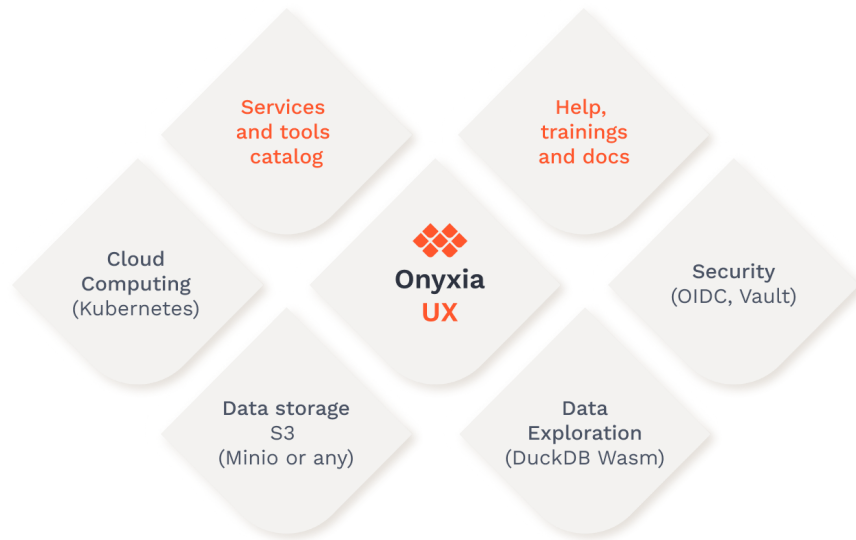 Services
and tools
catalog
Help,
trainings
and docs
Cloud
Computing
(Kubernetes)
Onyxia
UX
Security
(OIDC, Vault)
Data storage
S3
(Minio or any)
Data
Exploration
(DuckDB Wasm)